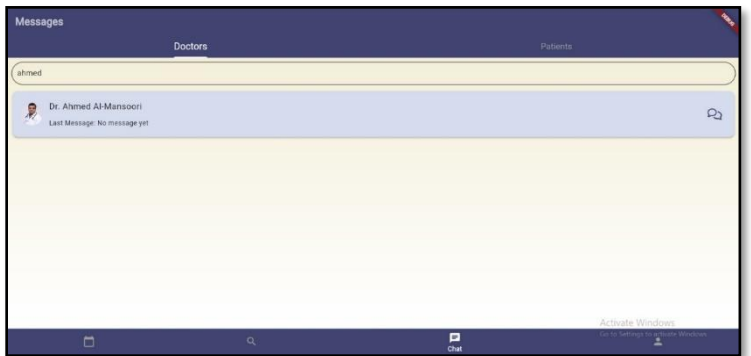 Messages
DEBUG
Doctors
Patients
ahmed
Dr. Ahmed Al-Mansoori
Last Message: No message yet
Activate Windows
Go to Settings to activate Windows.
Chat